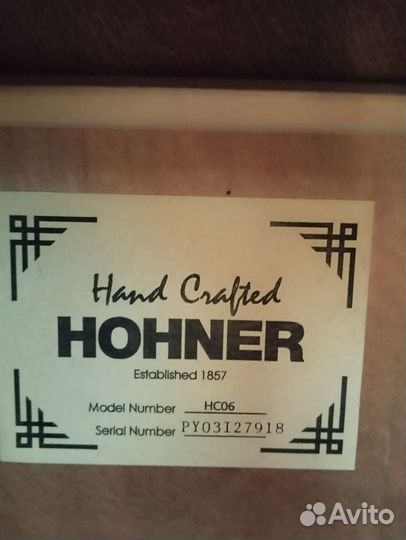 Hand Crafted
HOHNER
Established 1857
Model Number HC06
Serial Number PY03I27918
Avito